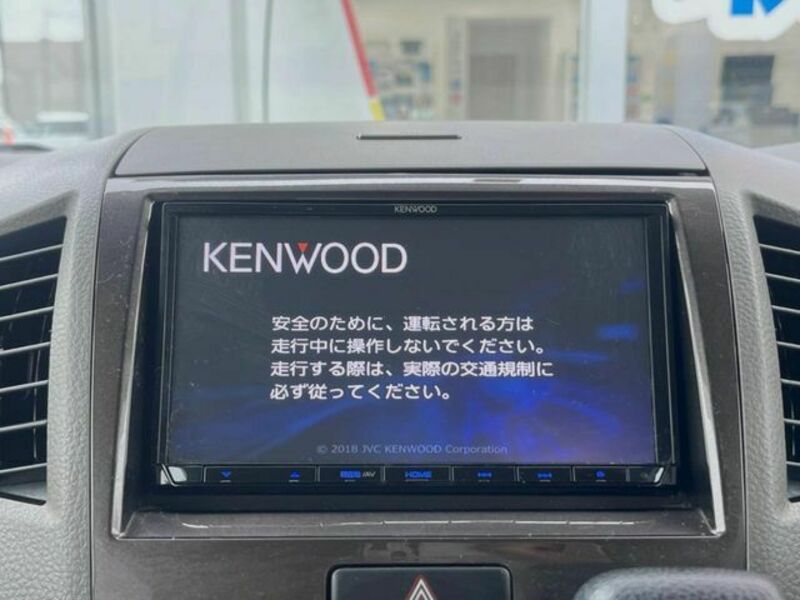 KENWOOD
KENWOOD
安全のために、運転される方は
走行中に操作しないでください。
走行する際は、実際の交通規制に
必ず従ってください。
© 2018 JVC KENWOOD Corporation
HOME